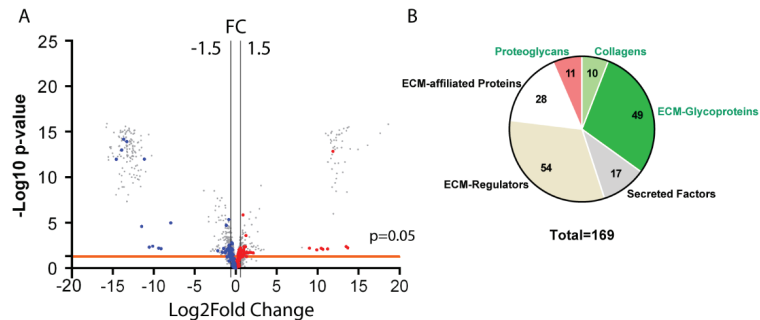 A
FC
-1.5 1.5
-Log10 p-value
25
20
15
10
5
0
p=0.05
-20 -15 -10 -5 0 5 10 15 20
Log2Fold Change
B
Proteoglycans Collagens
11 10
ECM-affiliated Proteins
28
49 ECM-Glycoproteins
54 17
ECM-Regulators Secreted Factors
Total=169